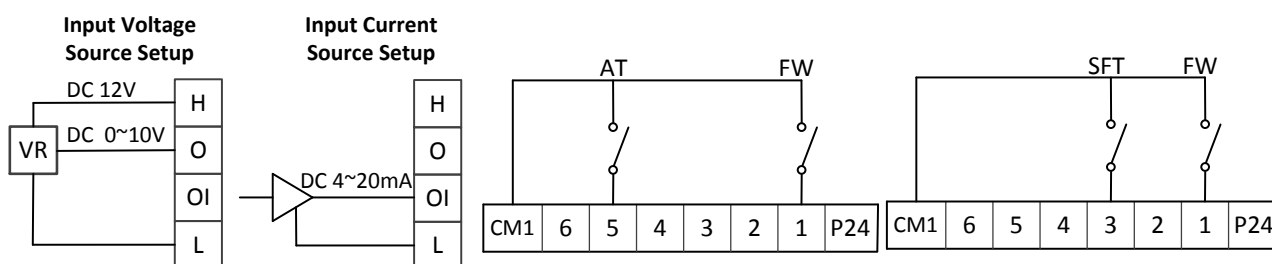 Input Voltage
Source Setup
DC 12V
H
VR
DC 0~10V
O
OI
L
Input Current
Source Setup
H
O
DC 4~20mA
OI
L
AT FW
CM1 6 5 4 3 2 1 P24
SFT FW
CM1 6 5 4 3 2 1 P24